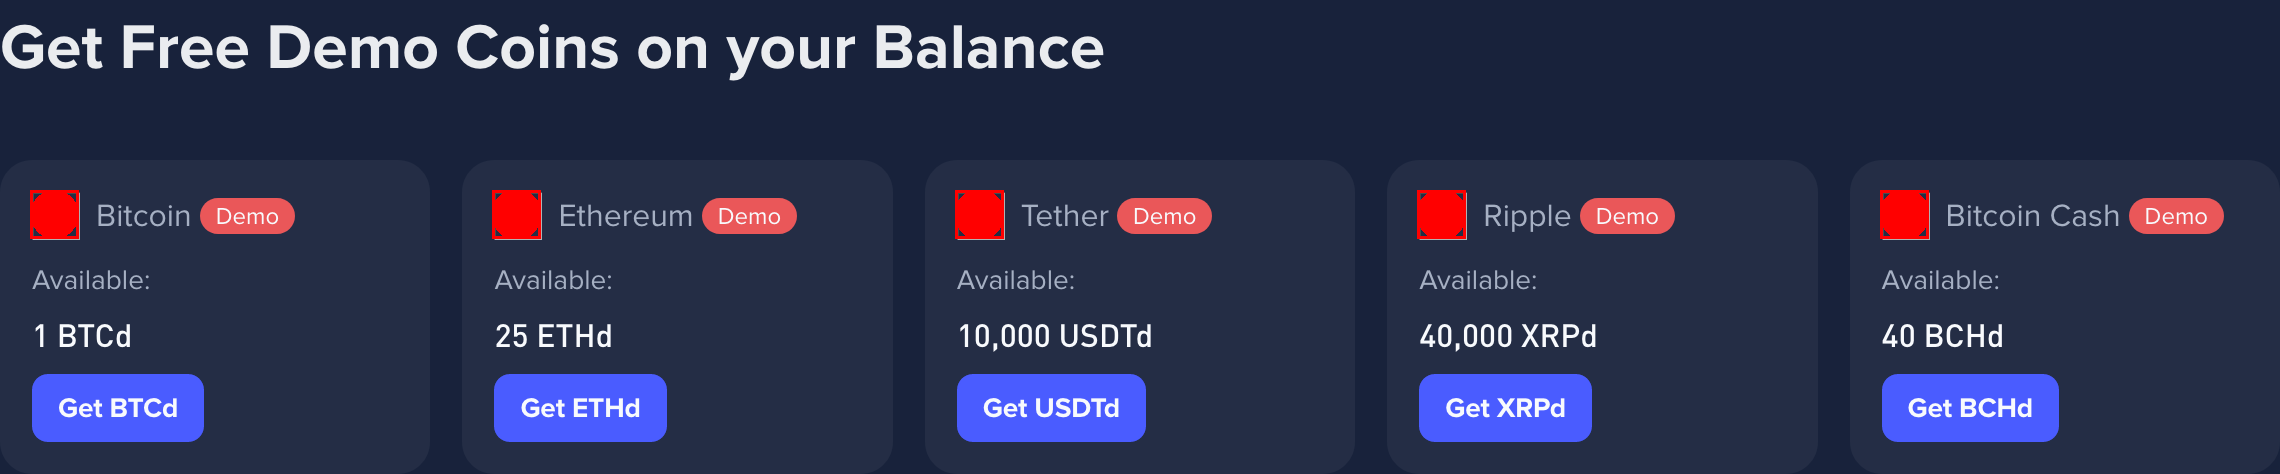 Get Free Demo Coins on your Balance
Bitcoin Demo
Available:
1 BTCd
Get BTCd
Ethereum Demo
Available:
25 ETHd
Get ETHd
Tether Demo
Available:
10,000 USDTd
Get USDTd
Ripple Demo
Available:
40,000 XRPd
Get XRPd
Bitcoin Cash Demo
Available:
40 BCHd
Get BCHd